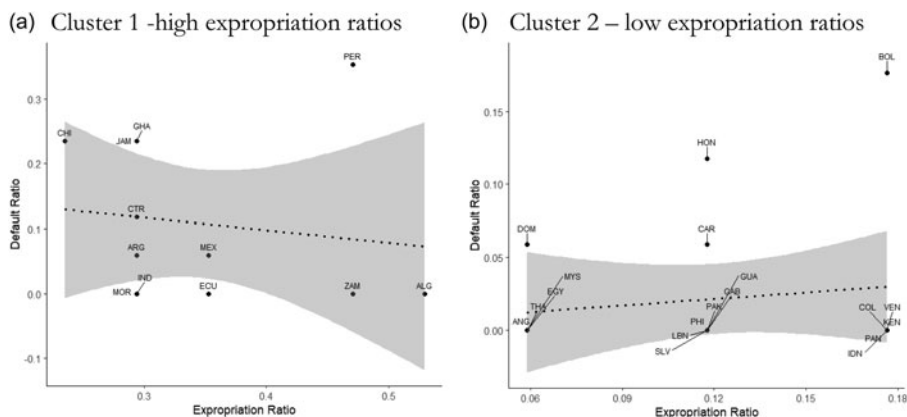 (a) Cluster 1 -high expropriation ratios
PER
0.3
CHI
GHA
JAM
0.2
Default Ratio
CTR
0.1
ARG
MEX
IND
0.0
MOR
ECU
ZAM
ALG
-0.1
0.3
0.4
0.5
Expropriation Ratio
(b) Cluster 2 – low expropriation ratios
BOL
0.15
HON
0.10
Default Ratio
DOM
CAR
0.05
MYS
GUA
EGY
GAB
THA
PAK
COL
VEN
ANG
PHI
KEN
0.00
LBN
PAN
SLV
IDN
0.06
0.09
0.12
0.15
0.18
Expropriation Ratio